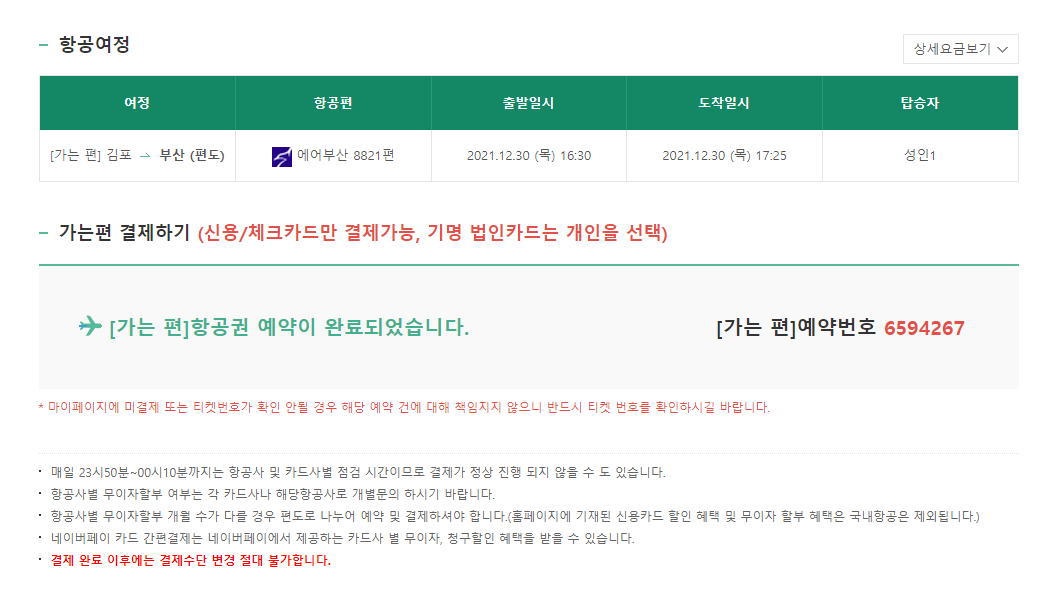 항공여정
상세요금보기
여정 항공편 출발일시 도착일시 탑승자
[가는 편] 김포 → 부산 (편도) 에어부산 8821편 2021.12.30 (목) 16:30 2021.12.30 (목) 17:25 성인1
가는편 결제하기 (신용/체크카드만 결제가능, 기명 법인카드는 개인을 선택)
[가는 편]항공권 예약이 완료되었습니다. [가는 편]예약번호 6594267
* 마이페이지에 미결제 또는 티켓번호가 확인 안될 경우 해당 예약 건에 대해 책임지지 않으니 반드시 티켓 번호를 확인하시길 바랍니다.
· 매일 23시50분~00시10분까지는 항공사 및 카드사별 점검 시간이므로 결제가 정상 진행 되지 않을 수 도 있습니다.
· 항공사별 무이자할부 여부는 각 카드사나 해당항공사로 개별문의 하시기 바랍니다.
· 항공사별 무이자할부 개월 수가 다를 경우 편도로 나누어 예약 및 결제하셔야 합니다.(홈페이지에 기재된 신용카드 할인 혜택 및 무이자 할부 혜택은 국내항공은 제외됩니다.)
· 네이버페이 카드 간편결제는 네이버페이에서 제공하는 카드사 별 무이자, 청구할인 혜택을 받을 수 있습니다.
· 결제 완료 이후에는 결제수단 변경 절대 불가합니다.